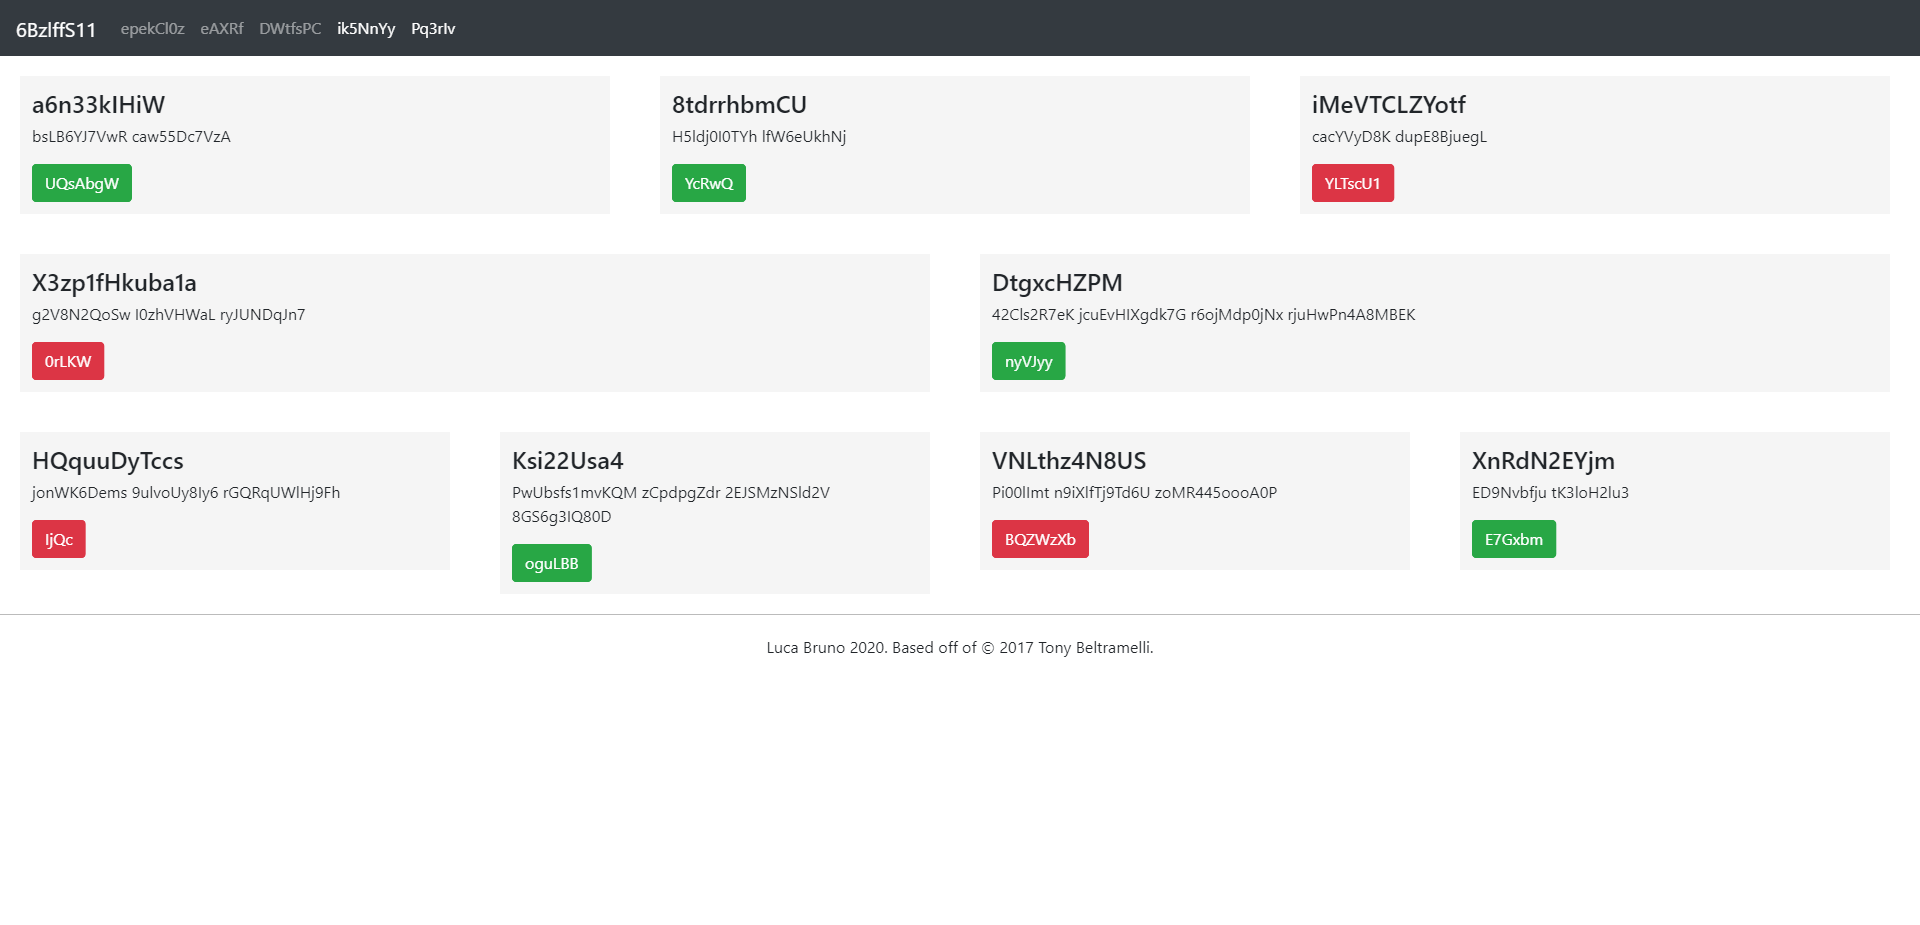 6BzlffS11 epekCl0z eAXRf DWtfsPC ik5NnYy Pq3rIv
a6n33kIHiW
bsLB6YJ7VwR caw55Dc7VzA
UQsAbgW
8tdrrhbmCU
H5ldj0I0TYh lfW6eUkhNj
YcRwQ
iMeVTCLZYotf
cacYVyD8K dupE8BjuegL
YLTscU1
X3zp1fHkuba1a
g2V8N2QoSw I0zhVHWaL ryJUNDqJn7
0rLKW
DtgxcHZPM
42Cls2R7eK jcuEvHIXgdk7G r6ojMdp0jNx rjuHwPn4A8MBEK
nyVJyy
HQquuDyTccs
jonWK6Dems 9ulvoUy8Iy6 rGQRqUWlHj9Fh
IjQc
Ksi22Usa4
PwUbsfs1mvKQM zCpdpgZdr 2EJSMzNSld2V
8GS6g3IQ80D
oguLBB
VNLthz4N8US
Pi00lImt n9iXlfTj9Td6U zoMR445oooA0P
BQZWzXb
XnRdN2EYjm
ED9Nvbfju tK3loH2lu3
E7Gxbm
Luca Bruno 2020. Based off of © 2017 Tony Beltramelli.